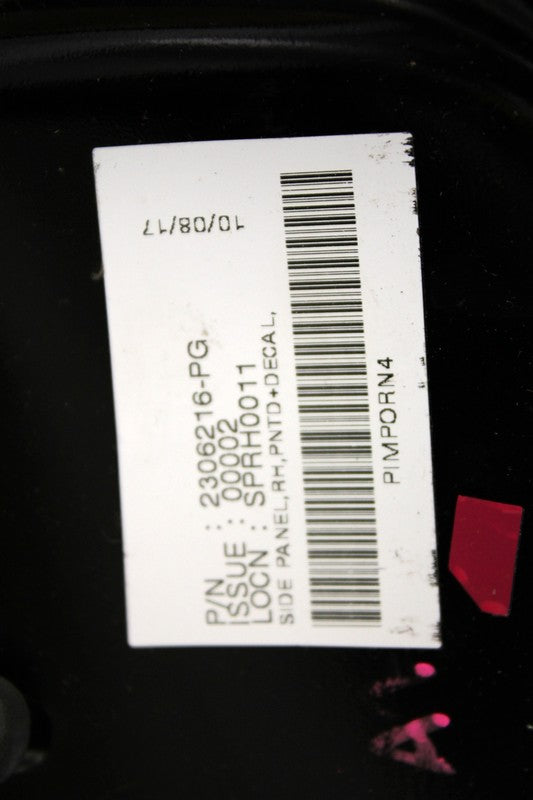 10/08/17
P/N : 2306216-PG
ISSUE : 00002
LOCN : SPRH0011
SIDE PANEL,RH,PNTD+DECAL,
PIMPORN4